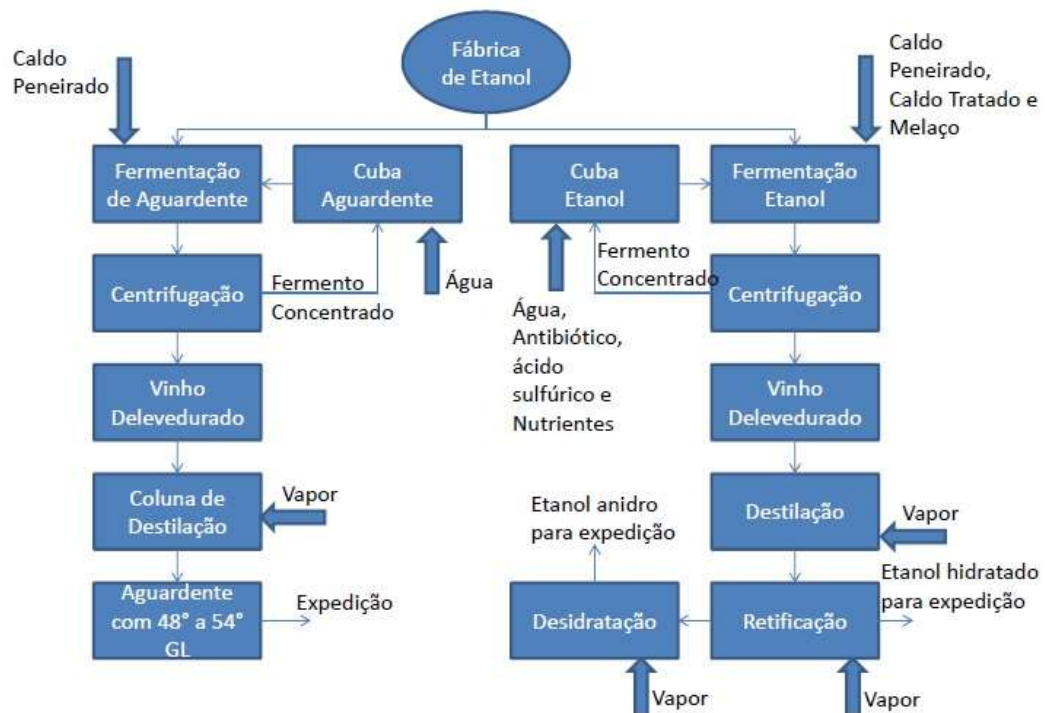 Fábrica
de Etanol
Caldo
Peneirado
Caldo
Peneirado,
Caldo Tratado e
Melaço
Fermentação
de Aguardente
Cuba
Aguardente
Cuba
Etanol
Fermentação
Etanol
Centrifugação
Fermento
Concentrado
Água
Fermento
Concentrado
Centrifugação
Água,
Antibiótico,
ácido
sulfúrico e
Nutrientes
Vinho
Delevedurado
Vinho
Delevedurado
Coluna de
Destilação
Vapor
Etanol anidro
para expedição
Destilação
Vapor
Aguardente
com 48° a 54°
GL
Expedição
Desidratação
Retificação
Etanol hidratado
para expedição
Vapor
Vapor